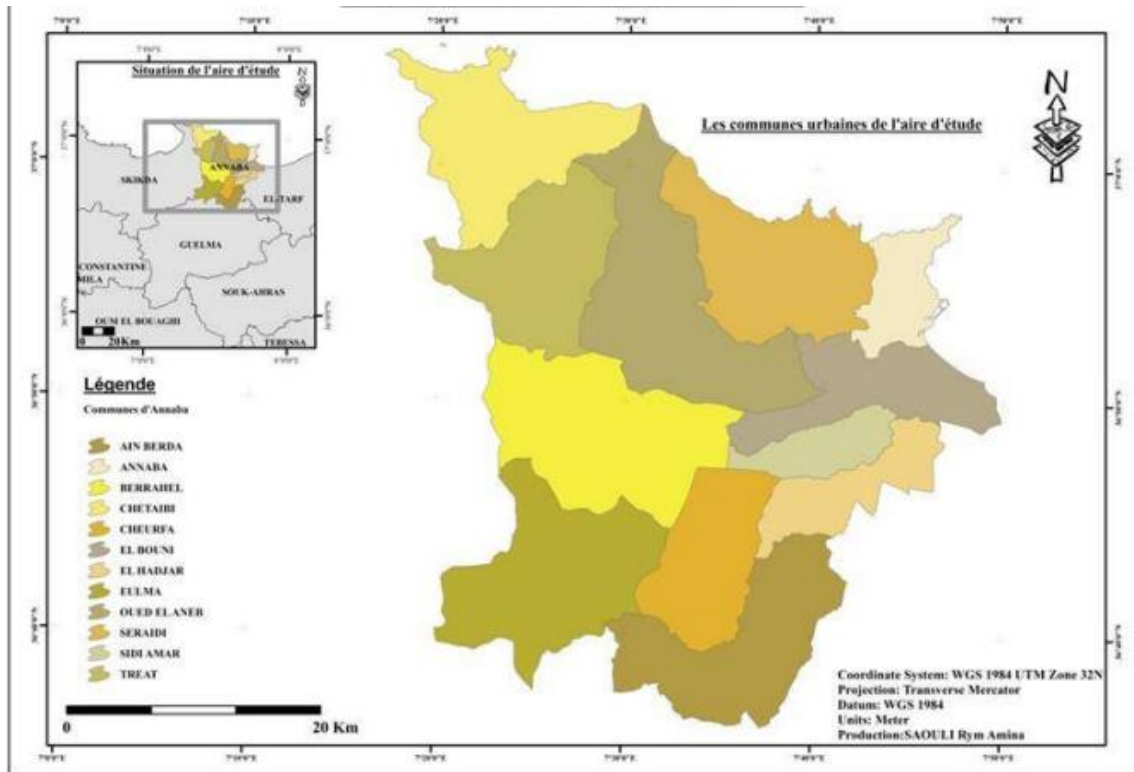 Situation de l'aire d'étude
N
SKIKDA
ANNABA
EL-TARF
GUELMA
CONSTANTINE
MILA
SOUK-AHRAS
OUM EL BOUAGHI
TEBESSA
0 20 Km
Les communes urbaines de l'aire d'étude
N
Légende
Communes d'Annaba
AIN BERDA
ANNABA
BERRAHEL
CHETAIBI
CHEURFA
EL BOUNI
EL HADJAR
EULMA
OUED EL ANEB
SERAIDI
SIDI AMAR
TREAT
0 20 Km
Coordinate System: WGS 1984 UTM Zone 32N
Projection: Transverse Mercator
Datum: WGS 1984
Units: Meter
Production:SAOULI Rym Amina